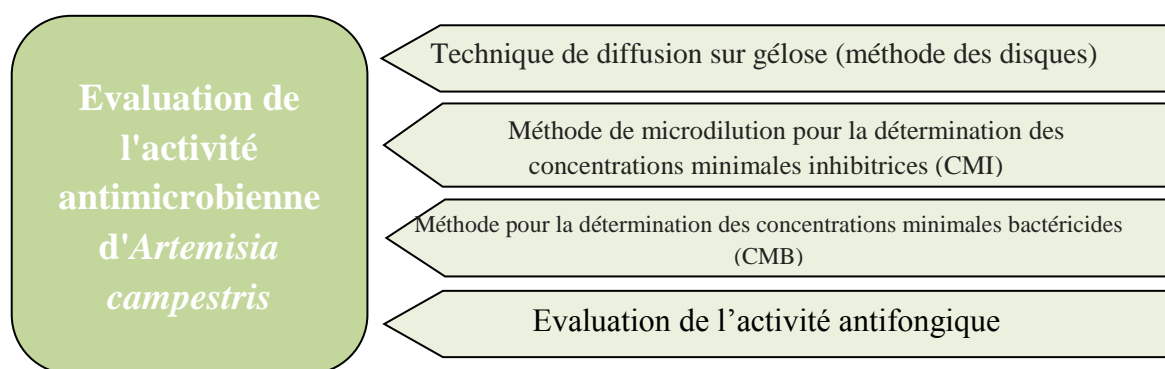 Evaluation de
l'activité
antimicrobienne
d'Artemisia
campestris
Technique de diffusion sur gélose (méthode des disques)
Méthode de microdilution pour la détermination des
concentrations minimales inhibitrices (CMI)
Méthode pour la détermination des concentrations minimales bactéricides
(CMB)
Evaluation de l’activité antifongique